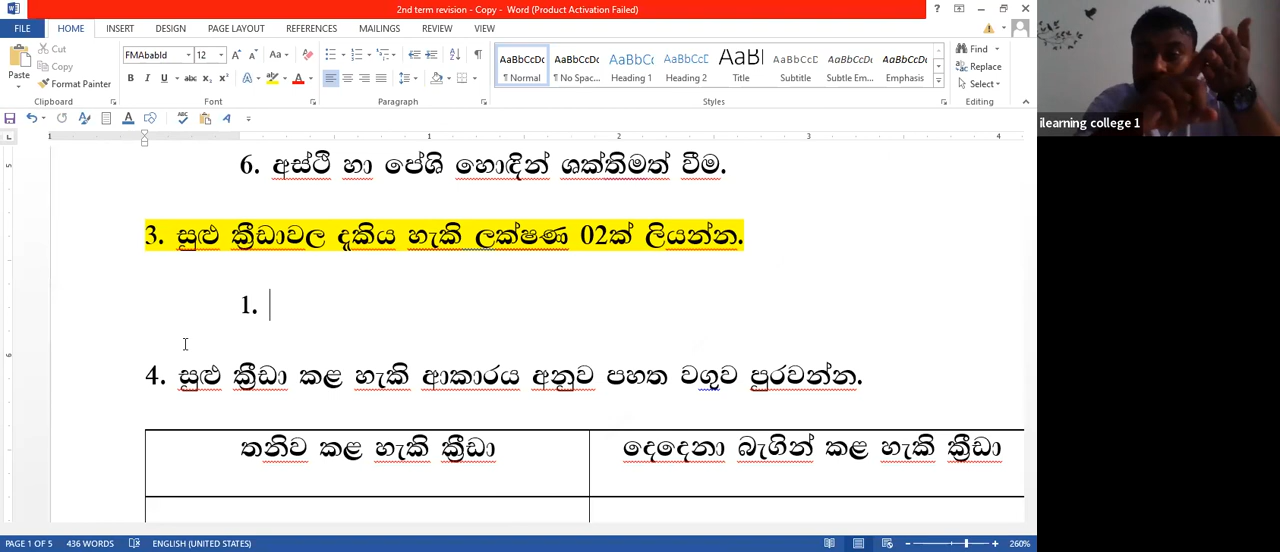 2nd term revision - Copy - Word (Product Activation Failed)
FILE HOME INSERT DESIGN PAGE LAYOUT REFERENCES MAILINGS REVIEW VIEW
Paste
Cut
Copy
Format Painter
Clipboard
FMAbabld 12
Font
Paragraph
AaBbCcDc AaBbCcDc AaBbC AaBbCcD AaBl AaBbCcD AaBbCcDc AaBbCcDc
¶ Normal ¶ No Spac... Heading 1 Heading 2 Title Subtitle Subtle Em... Emphasis
Styles
Find
Replace
Select
Editing
ilearning college 1
6. අස්ථි හා පේශි හොඳින් ශක්තිමත් වීම.
3. සුළු ක්‍රීඩාවල දැකිය හැකි ලක්ෂණ 02ක් ලියන්න.
1.
4. සුළු ක්‍රීඩා කළ හැකි ආකාරය අනුව පහත වගුව පුරවන්න.
තනිව කළ හැකි ක්‍රීඩා
දෙදෙනා බැගින් කළ හැකි ක්‍රීඩා
PAGE 1 OF 5 436 WORDS ENGLISH (UNITED STATES) 260%